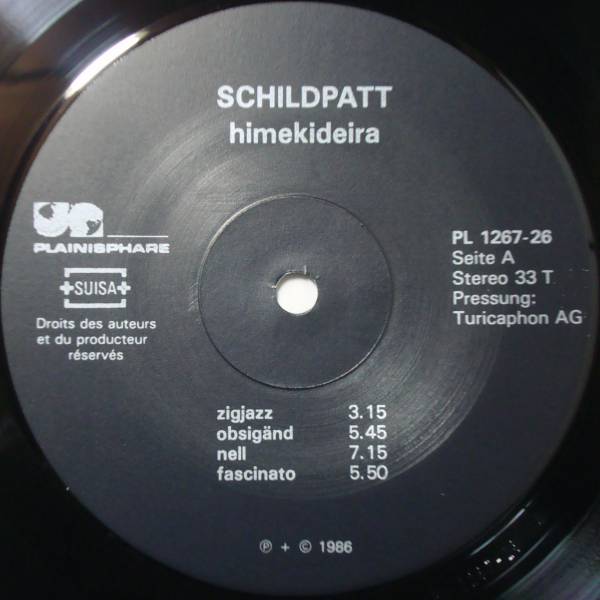 SCHILDPATT
himekideira
PLAINISPHARE
+SUISA+
Droits des auteurs
et du producteur
réservés
PL 1267-26
Seite A
Stereo 33 T
Pressung:
Turicaphon AG
zigjazz 3.15
obsigänd 5.45
nell 7.15
fascinato 5.50
℗ + © 1986